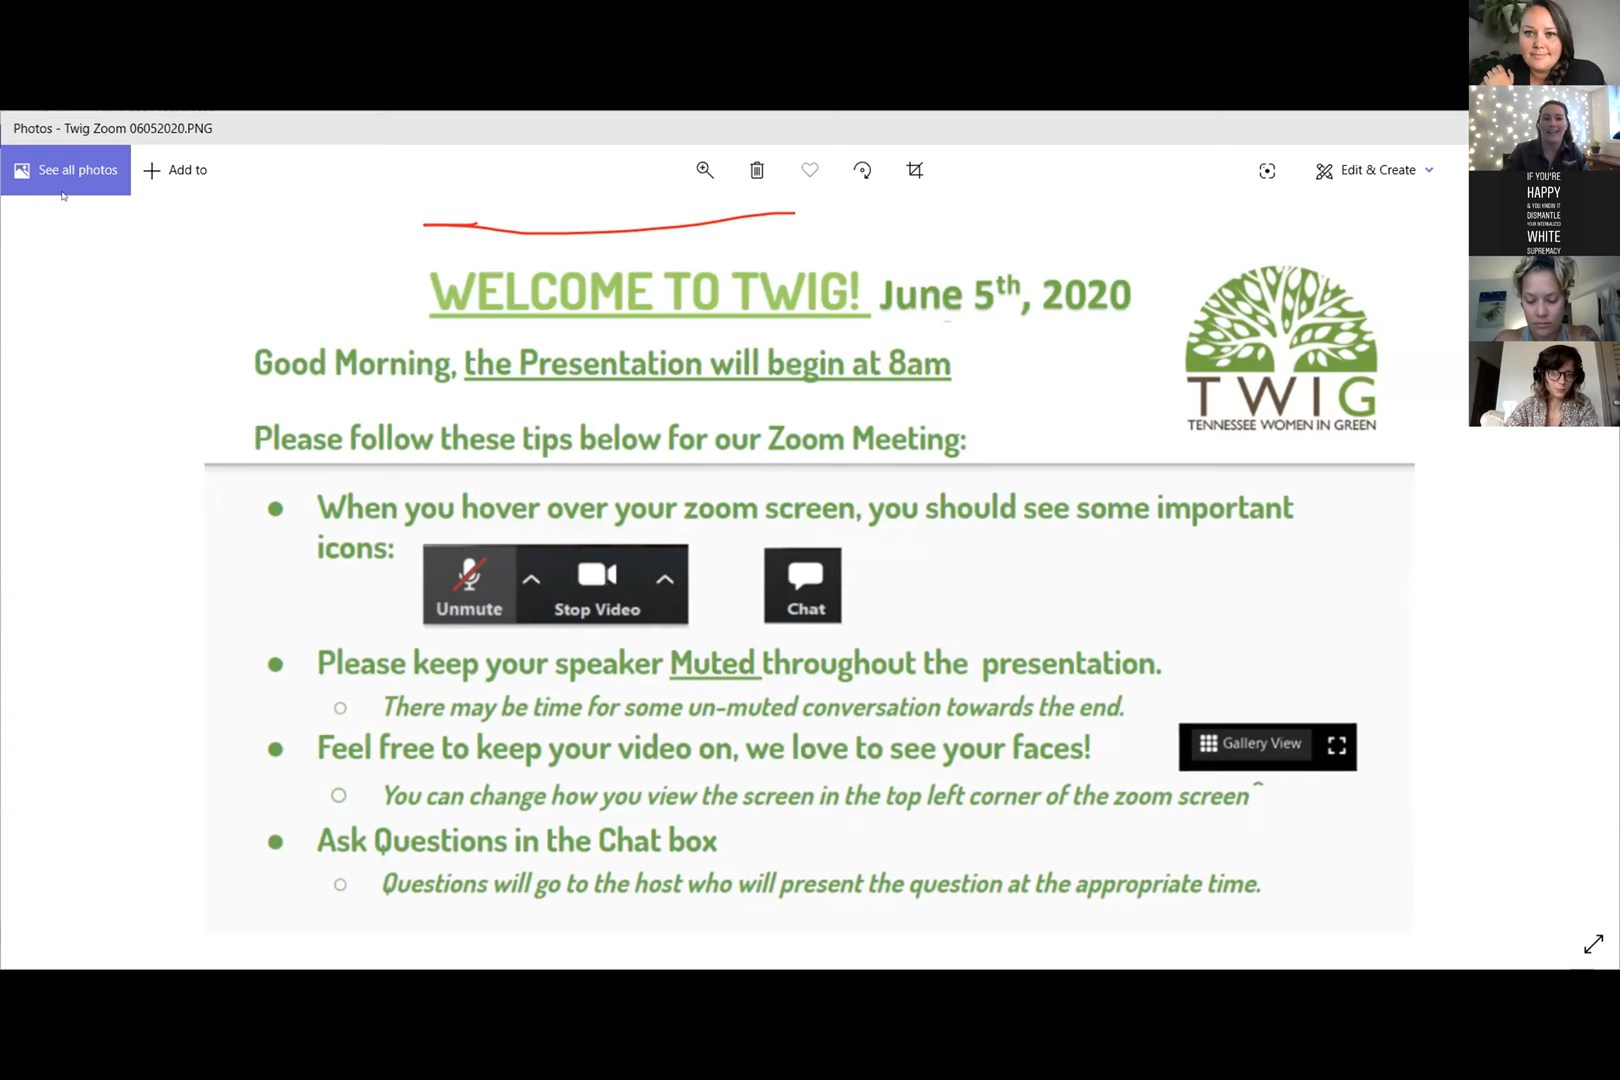 Photos - Twig Zoom 06052020.PNG
See all photos
Add to
Edit & Create
WELCOME TO TWIG! June 5th, 2020
Good Morning, the Presentation will begin at 8am
TWIG
TENNESSEE WOMEN IN GREEN
Please follow these tips below for our Zoom Meeting:
When you hover over your zoom screen, you should see some important
icons:
Unmute
Stop Video
Chat
Please keep your speaker Muted throughout the presentation.
There may be time for some un-muted conversation towards the end.
Feel free to keep your video on, we love to see your faces!
Gallery View
You can change how you view the screen in the top left corner of the zoom screen^
Ask Questions in the Chat box
Questions will go to the host who will present the question at the appropriate time.
IF YOU'RE
HAPPY
& YOU KNOW IT
DISMANTLE
YOUR INTERNALIZED
WHITE
SUPREMACY